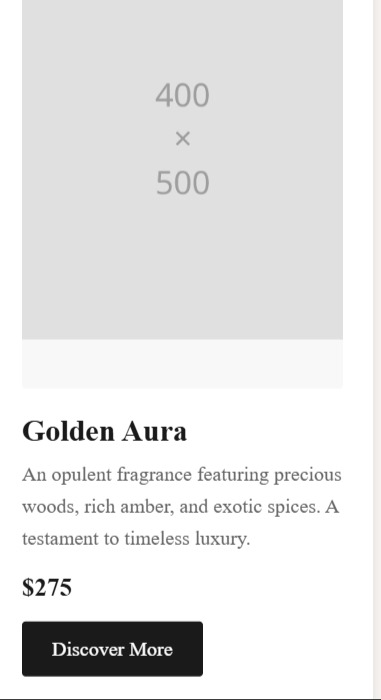 400
×
500
Golden Aura
An opulent fragrance featuring precious
woods, rich amber, and exotic spices. A
testament to timeless luxury.
$275
Discover More